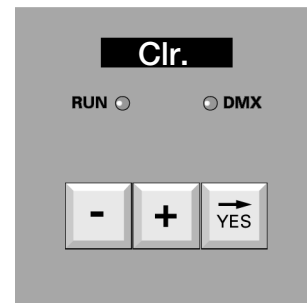 Clr.
RUN DMX
- + YES